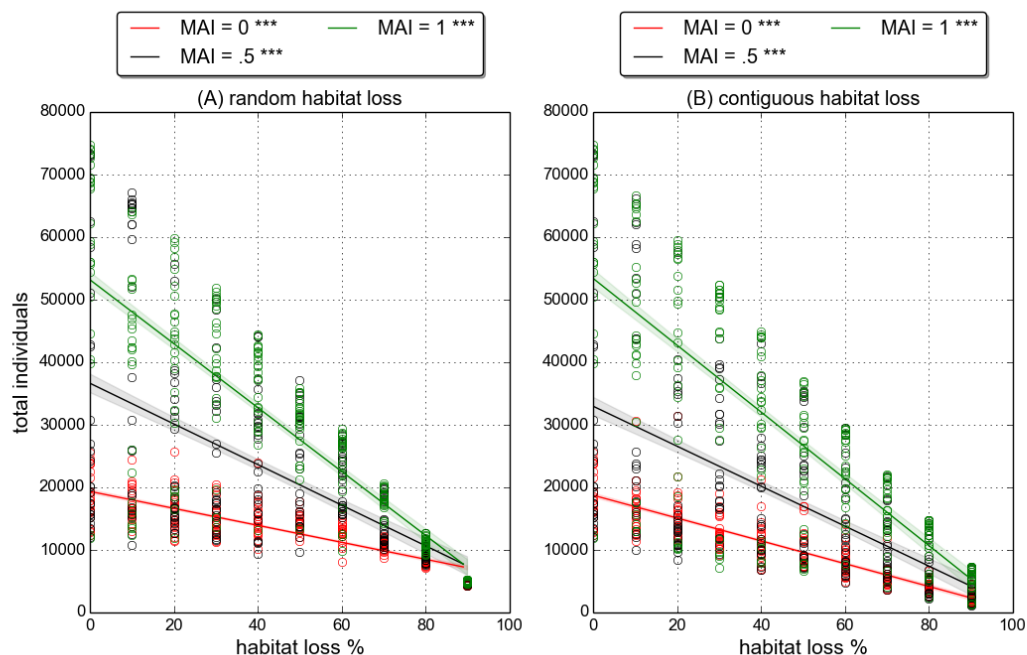 MAI = 0 *** MAI = 1 ***
MAI = .5 ***
MAI = 0 *** MAI = 1 ***
MAI = .5 ***
(A) random habitat loss
(B) contiguous habitat loss
total individuals
80000
70000
60000
50000
40000
30000
20000
10000
0
0 20 40 60 80 100
habitat loss %
80000
70000
60000
50000
40000
30000
20000
10000
0
0 20 40 60 80 100
habitat loss %